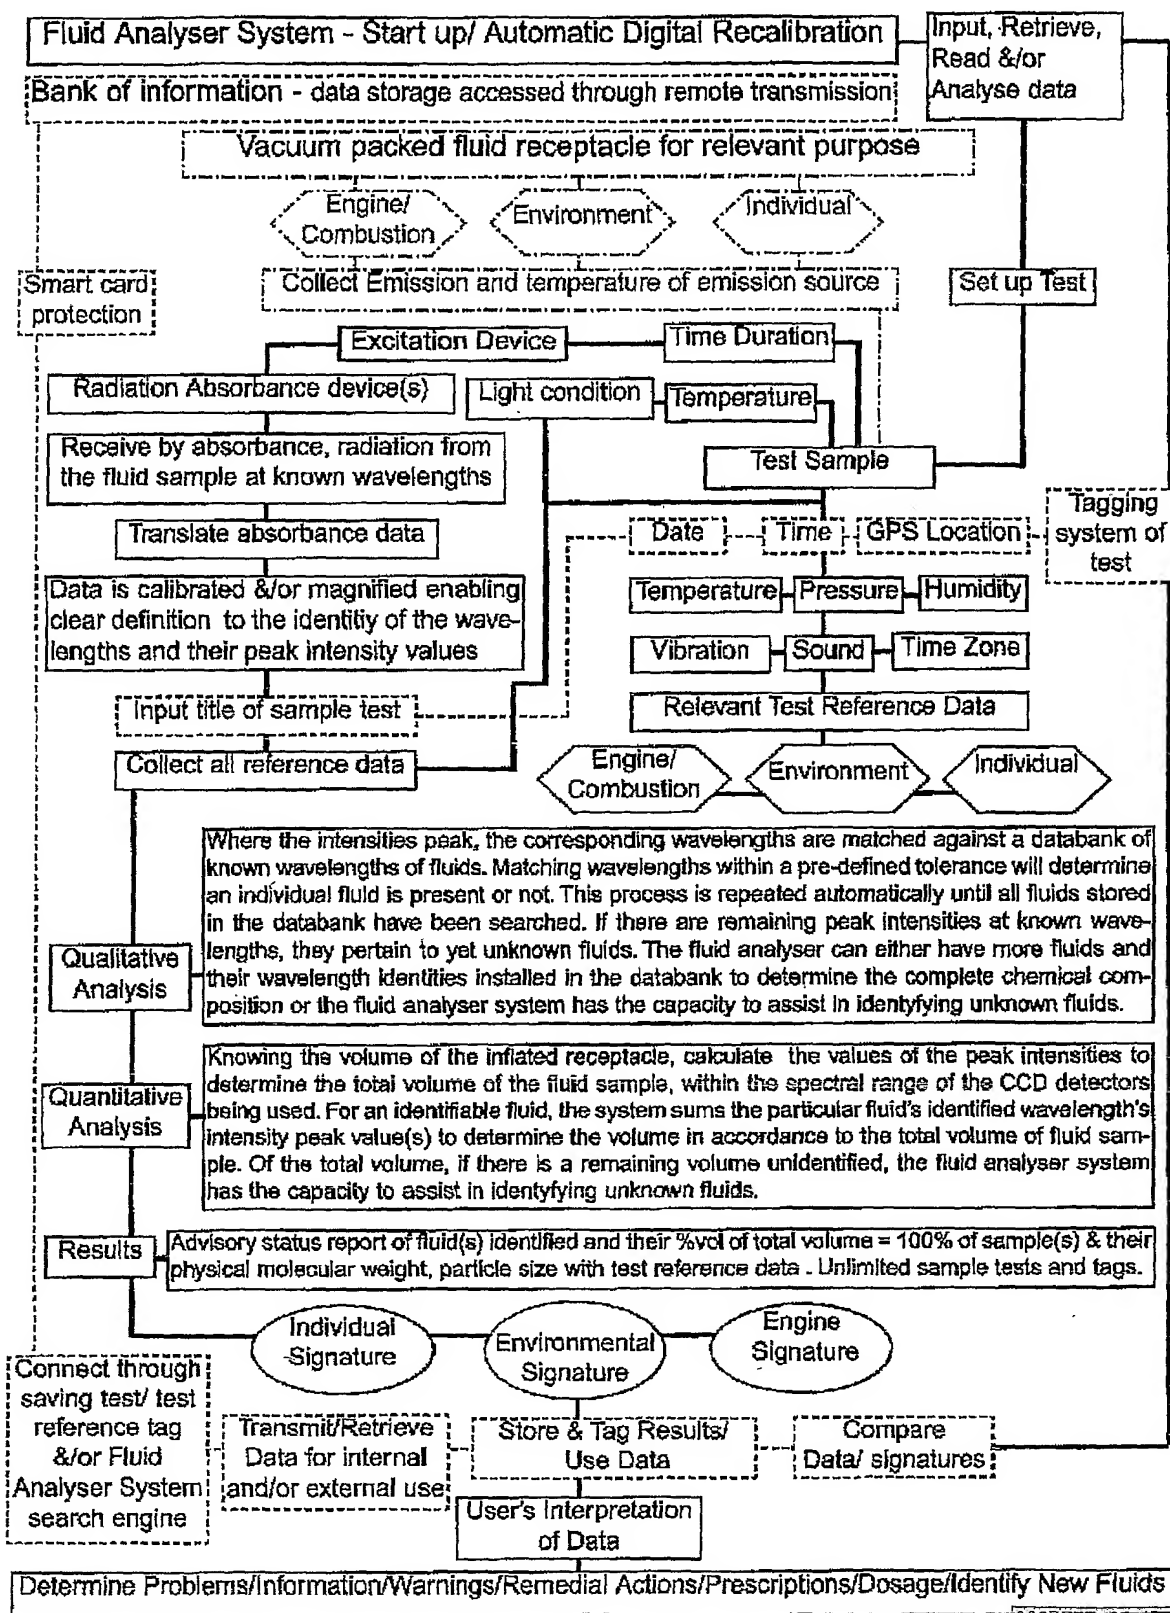 Fluid Analyser System - Start up/ Automatic Digital Recalibration
Input, Retrieve,
Read &/or
Analyse data
Bank of information - data storage accessed through remote transmission
Vacuum packed fluid receptacle for relevant purpose
Engine/
Combustion
Environment
Individual
Smart card
protection
Collect Emission and temperature of emission source
Set up Test
Excitation Device
Time Duration
Radiation Absorbance device(s)
Light condition
Temperature
Receive by absorbance, radiation from
the fluid sample at known wavelengths
Test Sample
Translate absorbance data
Date
Time
GPS Location
Tagging
system of
test
Data is calibrated &/or magnified enabling
clear definition to the identitiy of the wave-
lengths and their peak intensity values
Temperature
Pressure
Humidity
Vibration
Sound
Time Zone
Input title of sample test
Relevant Test Reference Data
Collect all reference data
Engine/
Combustion
Environment
Individual
Where the intensities peak, the corresponding wavelengths are matched against a databank of
known wavelengths of fluids. Matching wavelengths within a pre-defined tolerance will determine
an individual fluid is present or not. This process is repeated automatically until all fluids stored
in the databank have been searched. If there are remaining peak intensities at known wave-
lengths, they pertain to yet unknown fluids. The fluid analyser can either have more fluids and
their wavelength identities installed in the databank to determine the complete chemical com-
position or the fluid analyser system has the capacity to assist in identyfying unknown fluids.
Qualitative
Analysis
Knowing the volume of the inflated receptacle, calculate the values of the peak intensities to
determine the total volume of the fluid sample, within the spectral range of the CCD detectors
being used. For an identifiable fluid, the system sums the particular fluid's identified wavelength's
intensity peak value(s) to determine the volume in accordance to the total volume of fluid sam-
ple. Of the total volume, if there is a remaining volume unidentified, the fluid analyser system
has the capacity to assist in identyfying unknown fluids.
Quantitative
Analysis
Results
Advisory status report of fluid(s) identified and their %vol of total volume = 100% of sample(s) & their
physical molecular weight, particle size with test reference data . Unlimited sample tests and tags.
Individual
Signature
Environmental
Signature
Engine
Signature
Connect through
saving test/ test
reference tag
&/or Fluid
Analyser System
search engine
Transmit/Retrieve
Data for internal
and/or external use
Store & Tag Results/
Use Data
Compare
Data/ signatures
User's Interpretation
of Data
Determine Problems/Information/Warnings/Remedial Actions/Prescriptions/Dosage/Identify New Fluids